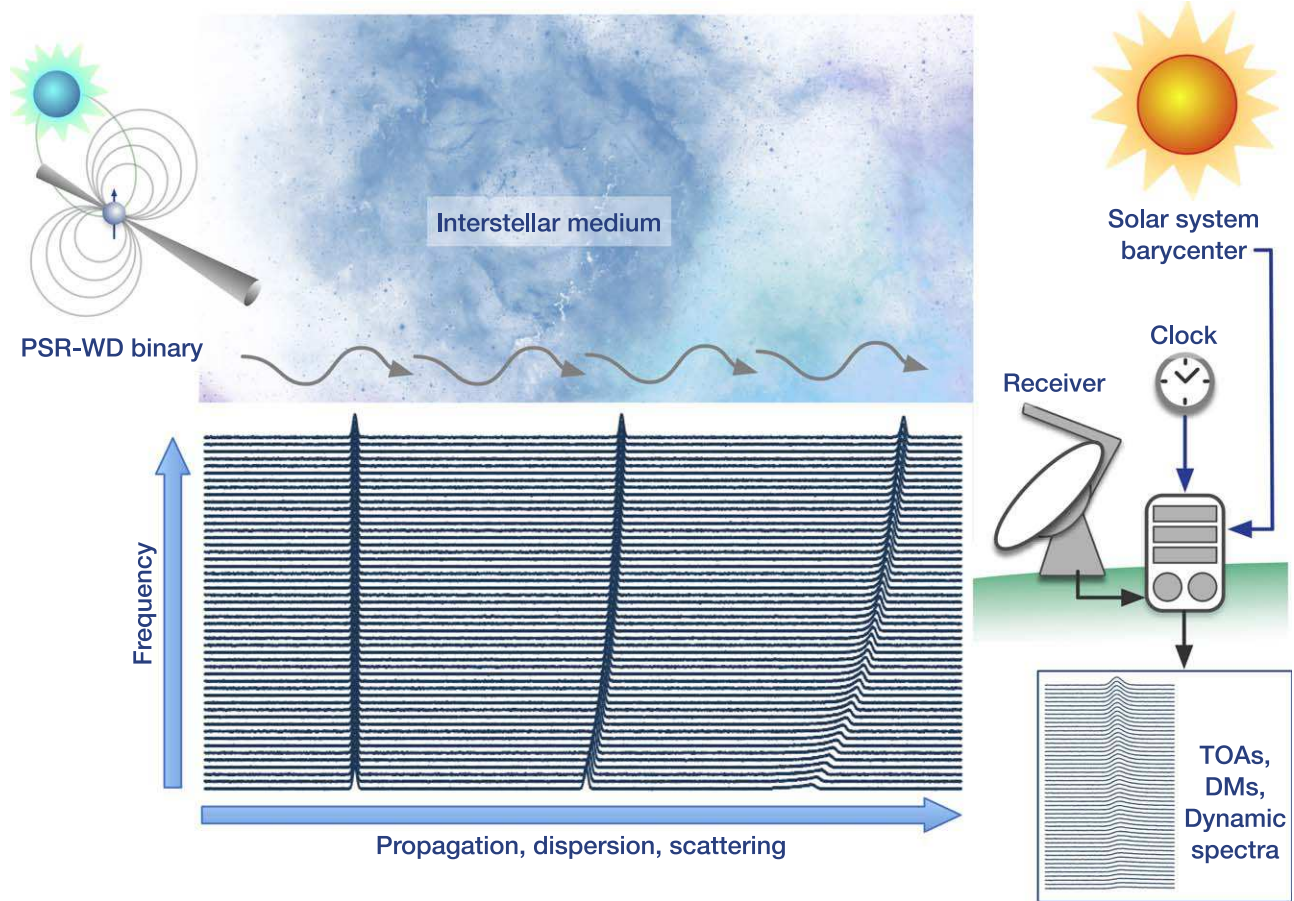 Interstellar medium
PSR-WD binary
Solar system
barycenter
Clock
Receiver
Frequency
Propagation, dispersion, scattering
TOAs,
DMs,
Dynamic
spectra